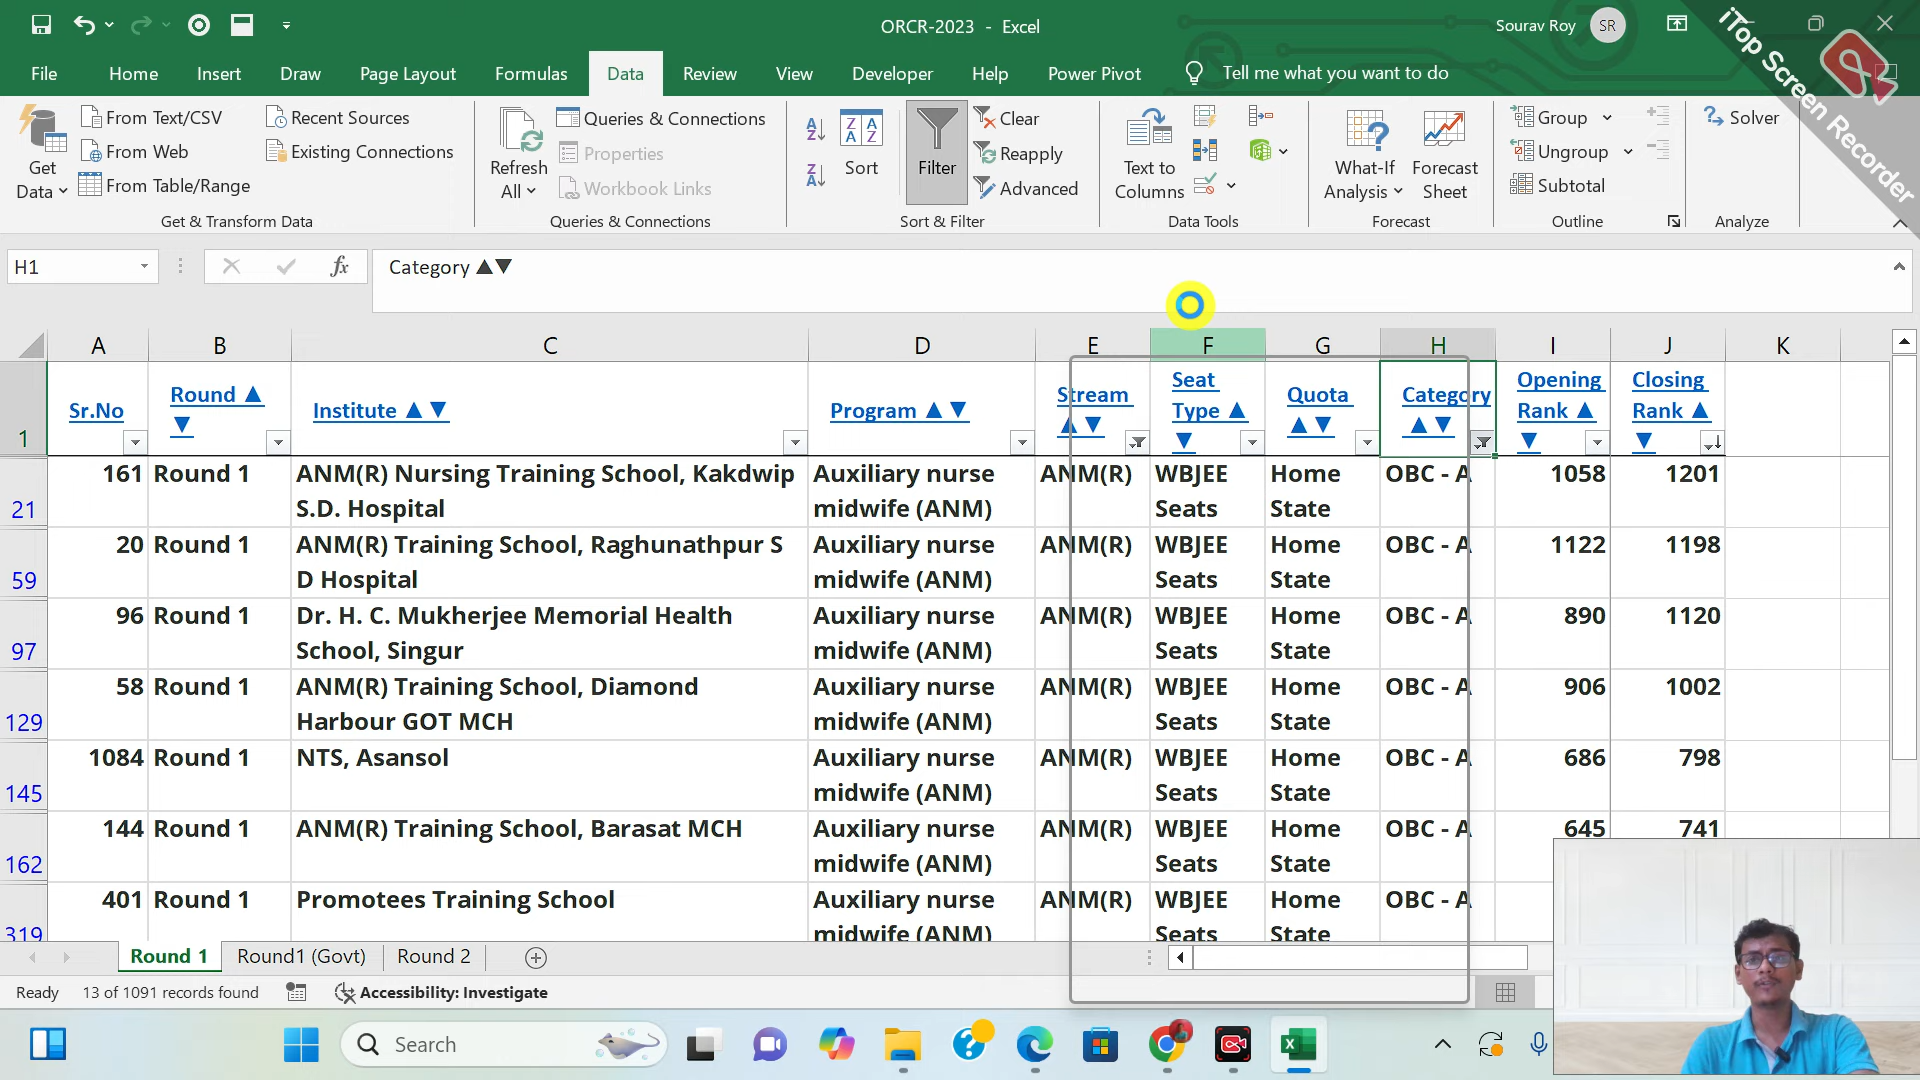 ORCR-2023 - Excel
Sourav Roy SR
iTop Screen Recorder
File Home Insert Draw Page Layout Formulas Data Review View Developer Help Power Pivot Tell me what you want to do
Get Data
From Text/CSV
From Web
From Table/Range
Recent Sources
Existing Connections
Get & Transform Data
Refresh All
Queries & Connections
Properties
Workbook Links
Queries & Connections
Sort
Filter
Clear
Reapply
Advanced
Sort & Filter
Text to Columns
Data Tools
What-If Analysis
Forecast Sheet
Forecast
Group
Ungroup
Subtotal
Outline
Solver
Analyze
H1 fx Category ▲▼
A B C D E F G H I J K
1 Sr.No Round ▲▼ Institute ▲▼ Program ▲▼ Stream ▲▼ Seat Type ▲▼ Quota ▲▼ Category ▲▼ Opening Rank ▲▼ Closing Rank ▲▼
21 161 Round 1 ANM(R) Nursing Training School, Kakdwip S.D. Hospital Auxiliary nurse midwife (ANM) ANM(R) WBJEE Seats Home State OBC - A 1058 1201
59 20 Round 1 ANM(R) Training School, Raghunathpur S D Hospital Auxiliary nurse midwife (ANM) ANM(R) WBJEE Seats Home State OBC - A 1122 1198
97 96 Round 1 Dr. H. C. Mukherjee Memorial Health School, Singur Auxiliary nurse midwife (ANM) ANM(R) WBJEE Seats Home State OBC - A 890 1120
129 58 Round 1 ANM(R) Training School, Diamond Harbour GOT MCH Auxiliary nurse midwife (ANM) ANM(R) WBJEE Seats Home State OBC - A 906 1002
145 1084 Round 1 NTS, Asansol Auxiliary nurse midwife (ANM) ANM(R) WBJEE Seats Home State OBC - A 686 798
162 144 Round 1 ANM(R) Training School, Barasat MCH Auxiliary nurse midwife (ANM) ANM(R) WBJEE Seats Home State OBC - A 645 741
319 401 Round 1 Promotees Training School Auxiliary nurse midwife (ANM) ANM(R) WBJEE Seats Home State OBC - A
Round 1 Round1 (Govt) Round 2
Ready 13 of 1091 records found Accessibility: Investigate
Search